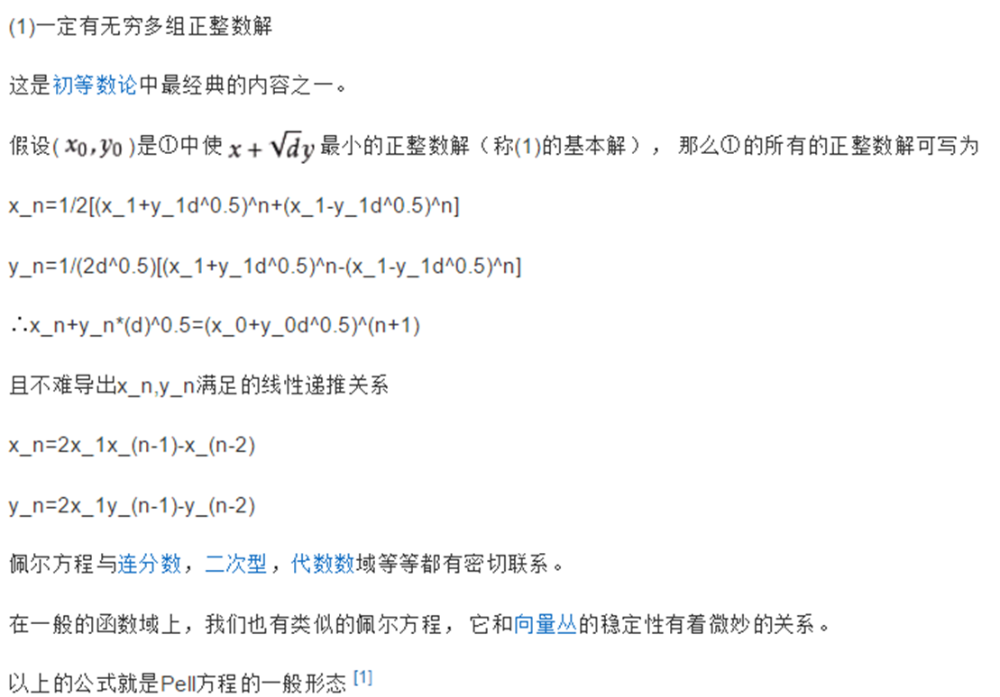 (1)一定有无穷多组正整数解
这是初等数论中最经典的内容之一。
假设( x₀,y₀ )是①中使 x + √dy 最小的正整数解（称(1)的基本解）， 那么①的所有的正整数解可写为
x_n=1/2[(x_1+y_1d^0.5)^n+(x_1-y_1d^0.5)^n]
y_n=1/(2d^0.5)[(x_1+y_1d^0.5)^n-(x_1-y_1d^0.5)^n]
∴x_n+y_n*(d)^0.5=(x_0+y_0d^0.5)^(n+1)
且不难导出x_n,y_n满足的线性递推关系
x_n=2x_1x_(n-1)-x_(n-2)
y_n=2x_1y_(n-1)-y_(n-2)
佩尔方程与连分数，二次型，代数数域等等都有密切联系。
在一般的函数域上，我们也有类似的佩尔方程， 它和向量丛的稳定性有着微妙的关系。
以上的公式就是Pell方程的一般形态 [1]